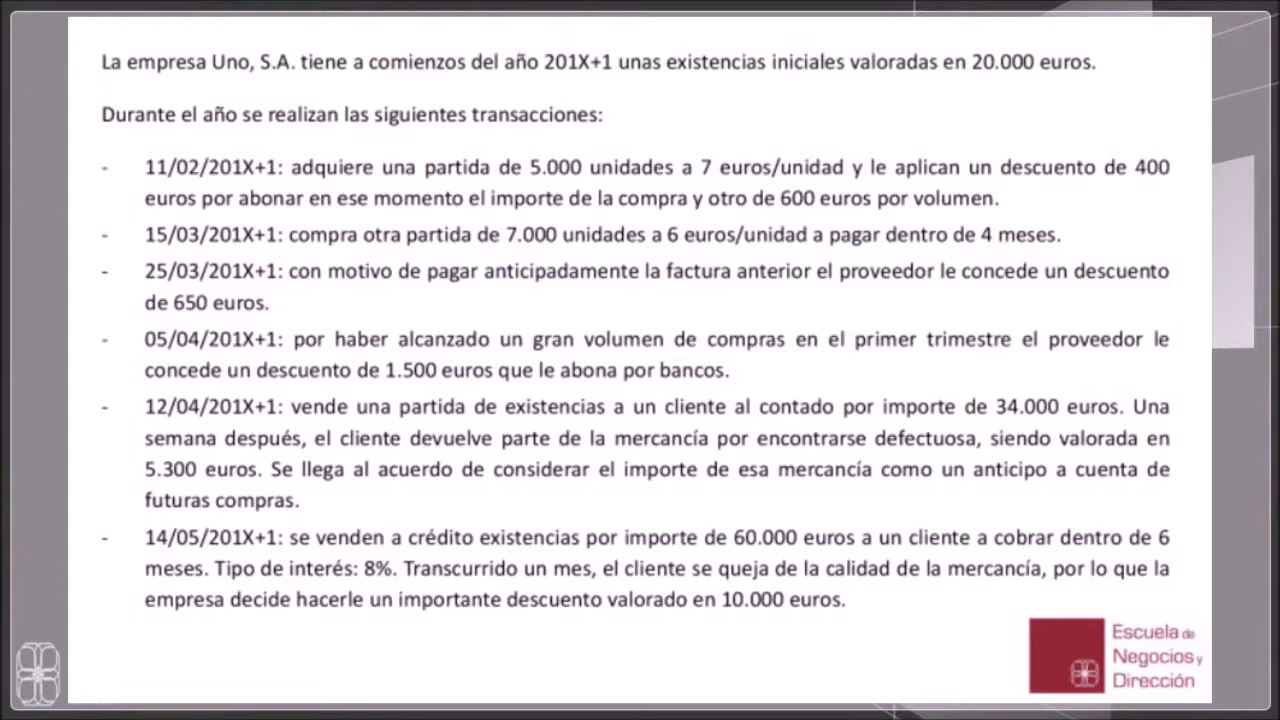 La empresa Uno, S.A. tiene a comienzos del año 201X+1 unas existencias iniciales valoradas en 20.000 euros.
Durante el año se realizan las siguientes transacciones:
- 11/02/201X+1: adquiere una partida de 5.000 unidades a 7 euros/unidad y le aplican un descuento de 400
euros por abonar en ese momento el importe de la compra y otro de 600 euros por volumen.
- 15/03/201X+1: compra otra partida de 7.000 unidades a 6 euros/unidad a pagar dentro de 4 meses.
- 25/03/201X+1: con motivo de pagar anticipadamente la factura anterior el proveedor le concede un descuento
de 650 euros.
- 05/04/201X+1: por haber alcanzado un gran volumen de compras en el primer trimestre el proveedor le
concede un descuento de 1.500 euros que le abona por bancos.
- 12/04/201X+1: vende una partida de existencias a un cliente al contado por importe de 34.000 euros. Una
semana después, el cliente devuelve parte de la mercancía por encontrarse defectuosa, siendo valorada en
5.300 euros. Se llega al acuerdo de considerar el importe de esa mercancía como un anticipo a cuenta de
futuras compras.
- 14/05/201X+1: se venden a crédito existencias por importe de 60.000 euros a un cliente a cobrar dentro de 6
meses. Tipo de interés: 8%. Transcurrido un mes, el cliente se queja de la calidad de la mercancía, por lo que la
empresa decide hacerle un importante descuento valorado en 10.000 euros.
Escuela de
Negocios y
Dirección